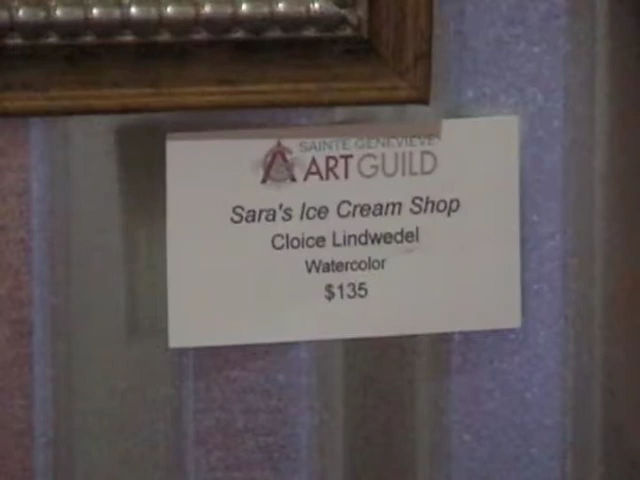 SAINTE GENEVIEVE
ART GUILD
Sara's Ice Cream Shop
Cloice Lindwedel
Watercolor
$135